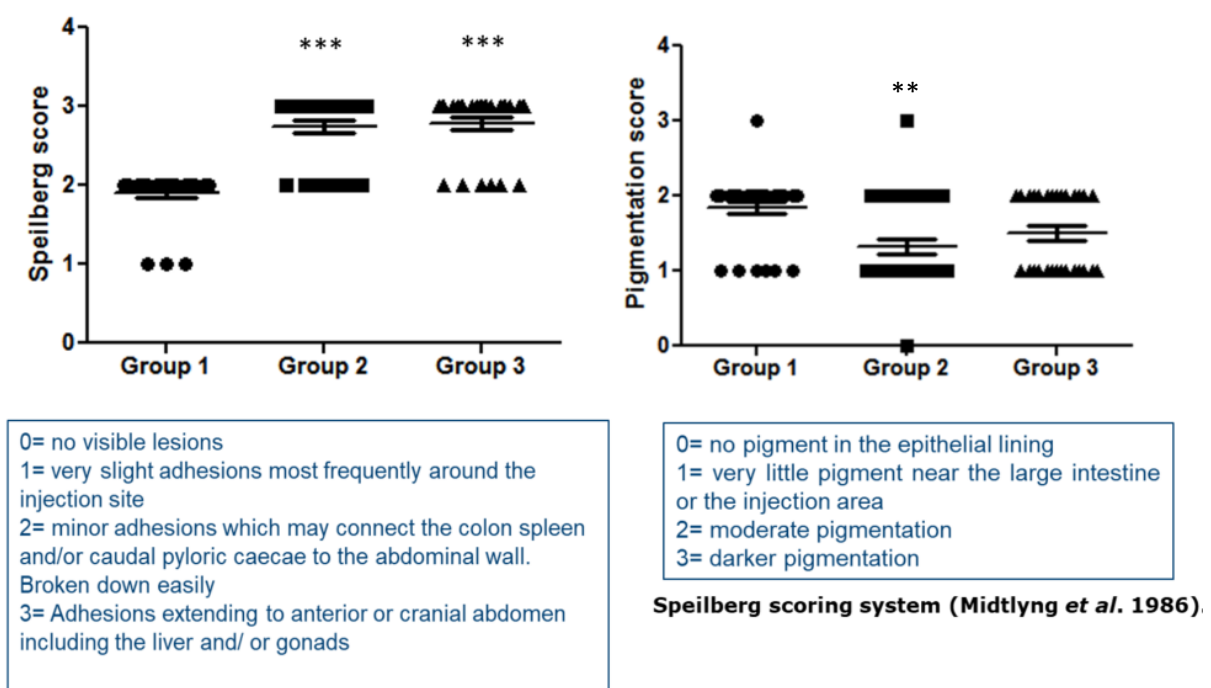 Speilberg score
4
3
2
1
0
***
***
Group 1
Group 2
Group 3
Pigmentation score
4
3
2
1
0
**
Group 1
Group 2
Group 3
0= no visible lesions
1= very slight adhesions most frequently around the
injection site
2= minor adhesions which may connect the colon spleen
and/or caudal pyloric caecae to the abdominal wall.
Broken down easily
3= Adhesions extending to anterior or cranial abdomen
including the liver and/ or gonads
0= no pigment in the epithelial lining
1= very little pigment near the large intestine
or the injection area
2= moderate pigmentation
3= darker pigmentation
Speilberg scoring system (Midtlyng et al. 1986).